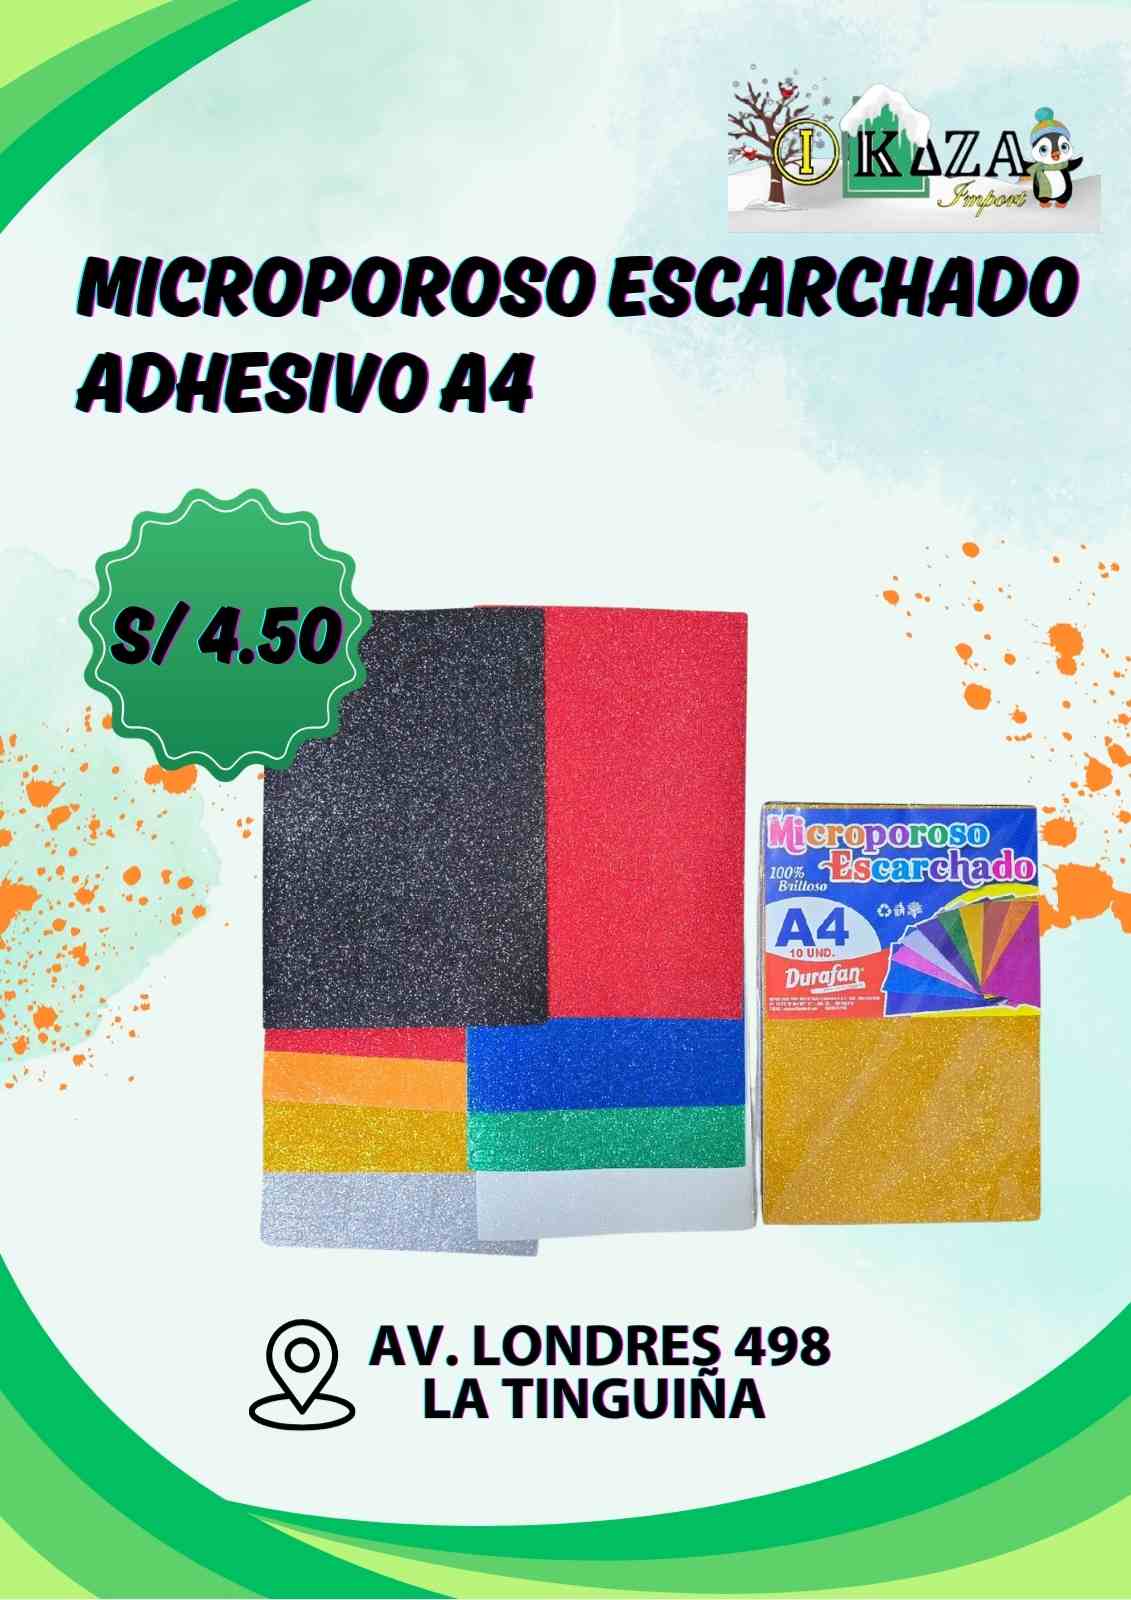 I KAZA
Import
MICROPOROSO ESCARCHADO
ADHESIVO A4
S/ 4.50
Microporoso
Escarchado
100%
Brilloso
A4
10 UND.
Durafan
AV. LONDRES 498
LA TINGUIÑA